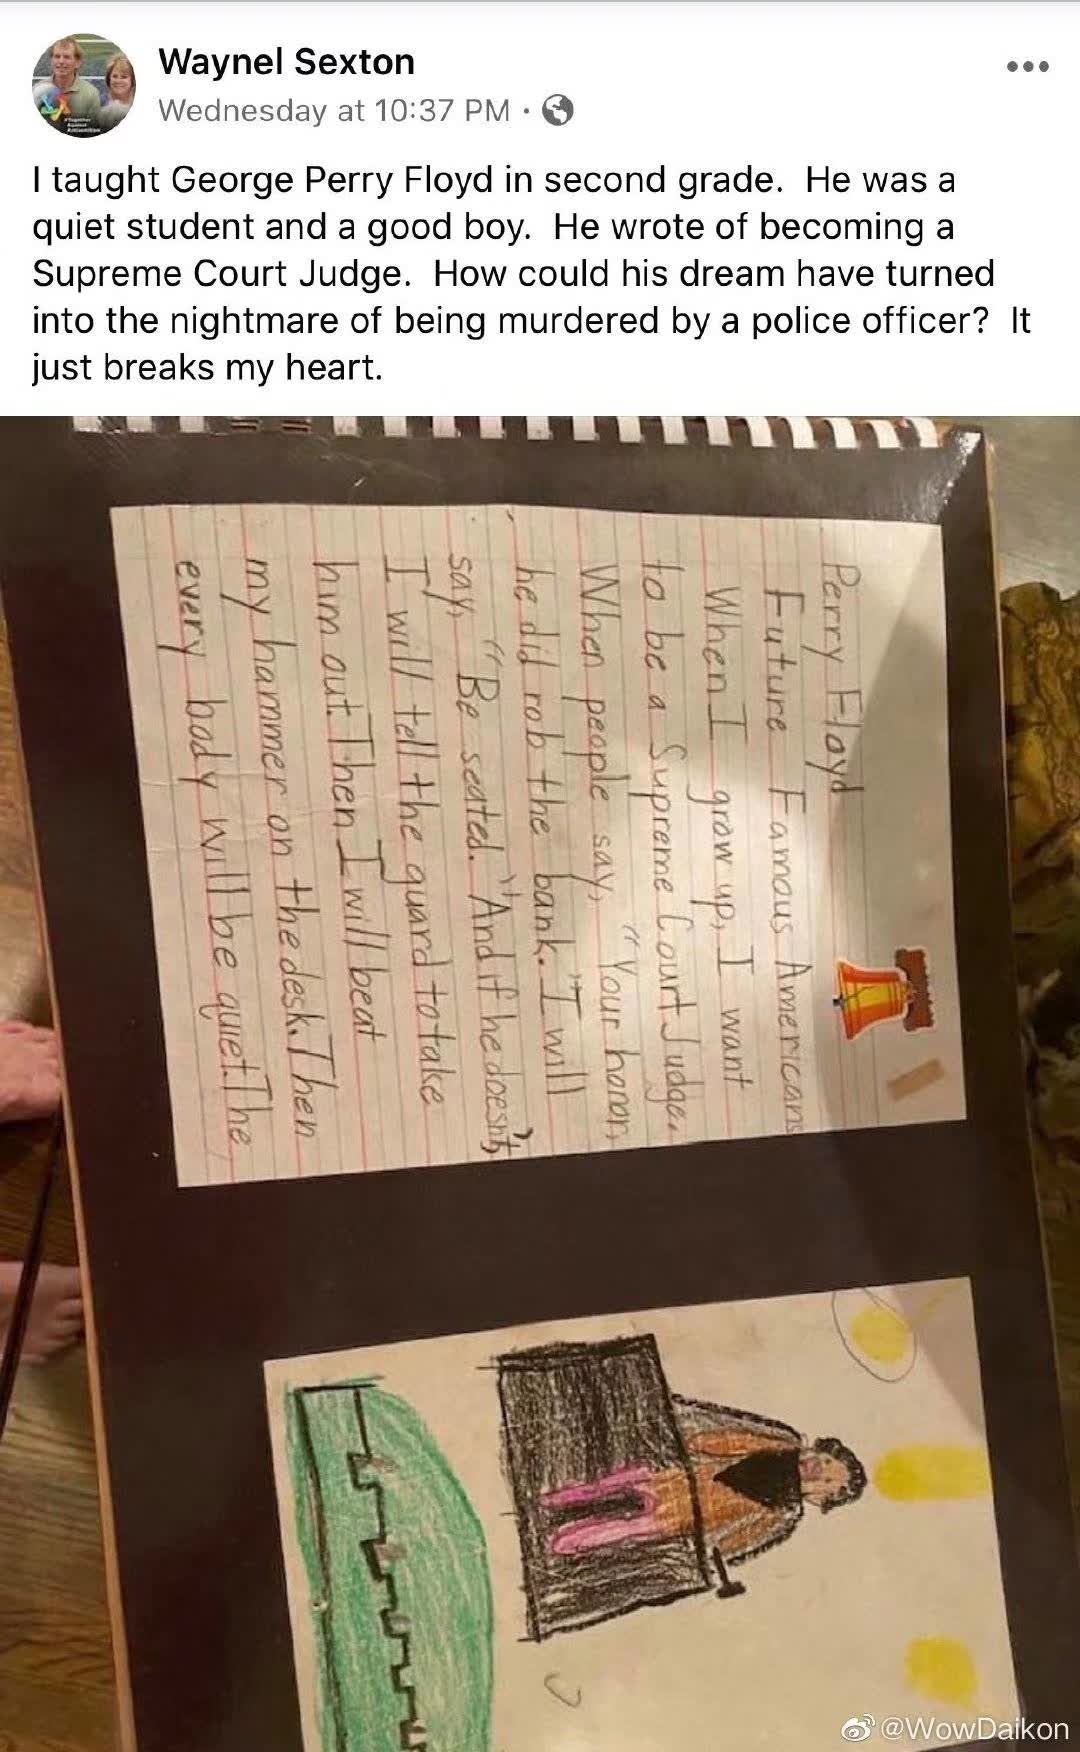 Waynel Sexton
Wednesday at 10:37 PM ·
I taught George Perry Floyd in second grade. He was a
quiet student and a good boy. He wrote of becoming a
Supreme Court Judge. How could his dream have turned
into the nightmare of being murdered by a police officer? It
just breaks my heart.
Perry Floyd
Future Famous Americans
When I grow up, I want
to be a Supreme Court Judge.
When people say, "Your honor,
he did rob the bank." I will
say, "Be seated." And if he doesn't,
I will tell the guard to take
him out. Then I will beat
my hammer on the desk. Then
every body will be quiet. The
@WowDaikon